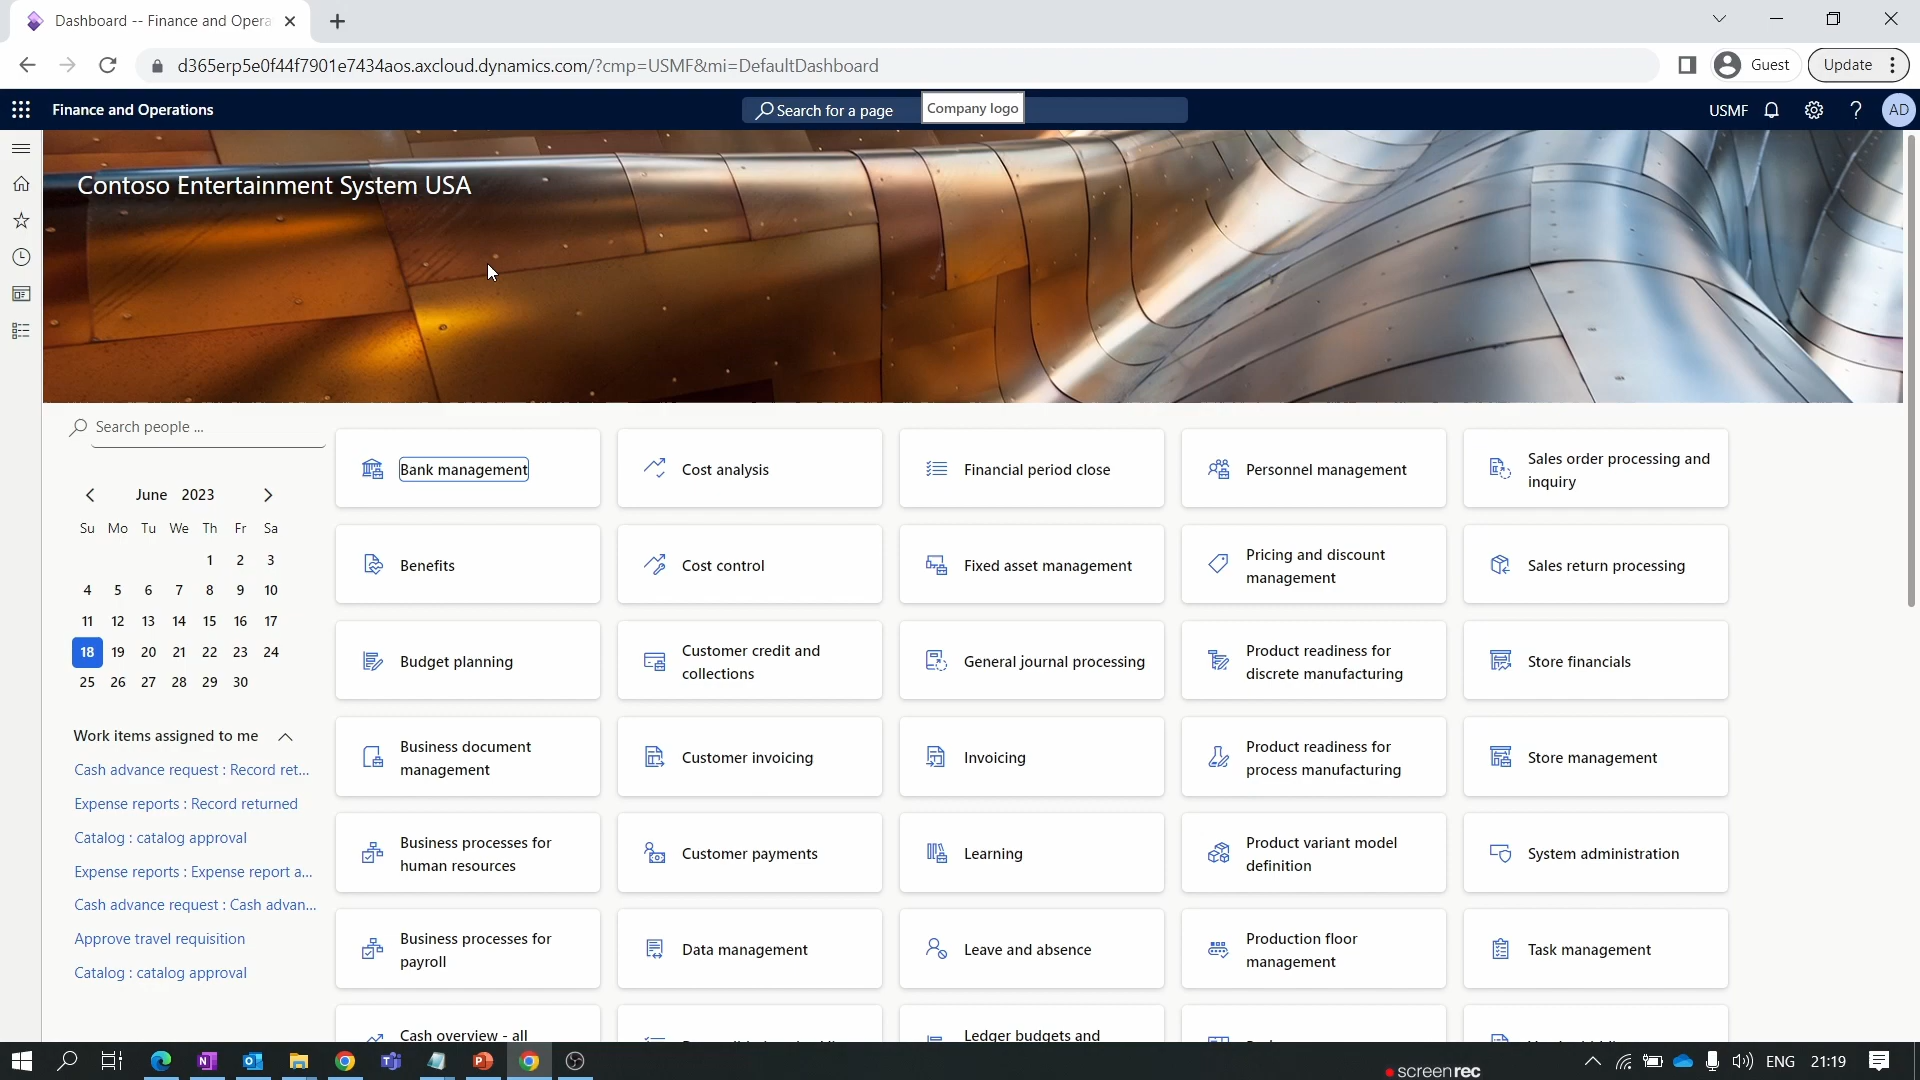 Dashboard -- Finance and Opera
d365erp5e0f44f7901e7434aos.axcloud.dynamics.com/?cmp=USMF&mi=DefaultDashboard
Guest
Update
Finance and Operations
Search for a page
Company logo
USMF
AD
Contoso Entertainment System USA
Search people ...
June 2023
Su Mo Tu We Th Fr Sa
1 2 3
4 5 6 7 8 9 10
11 12 13 14 15 16 17
18 19 20 21 22 23 24
25 26 27 28 29 30
Work items assigned to me
Cash advance request : Record ret...
Expense reports : Record returned
Catalog : catalog approval
Expense reports : Expense report a...
Cash advance request : Cash advan...
Approve travel requisition
Catalog : catalog approval
Bank management
Cost analysis
Financial period close
Personnel management
Sales order processing and
inquiry
Benefits
Cost control
Fixed asset management
Pricing and discount
management
Sales return processing
Budget planning
Customer credit and
collections
General journal processing
Product readiness for
discrete manufacturing
Store financials
Business document
management
Customer invoicing
Invoicing
Product readiness for
process manufacturing
Store management
Business processes for
human resources
Customer payments
Learning
Product variant model
definition
System administration
Business processes for
payroll
Data management
Leave and absence
Production floor
management
Task management
Cash overview - all
Ledger budgets and
ENG
21:19
screenrec